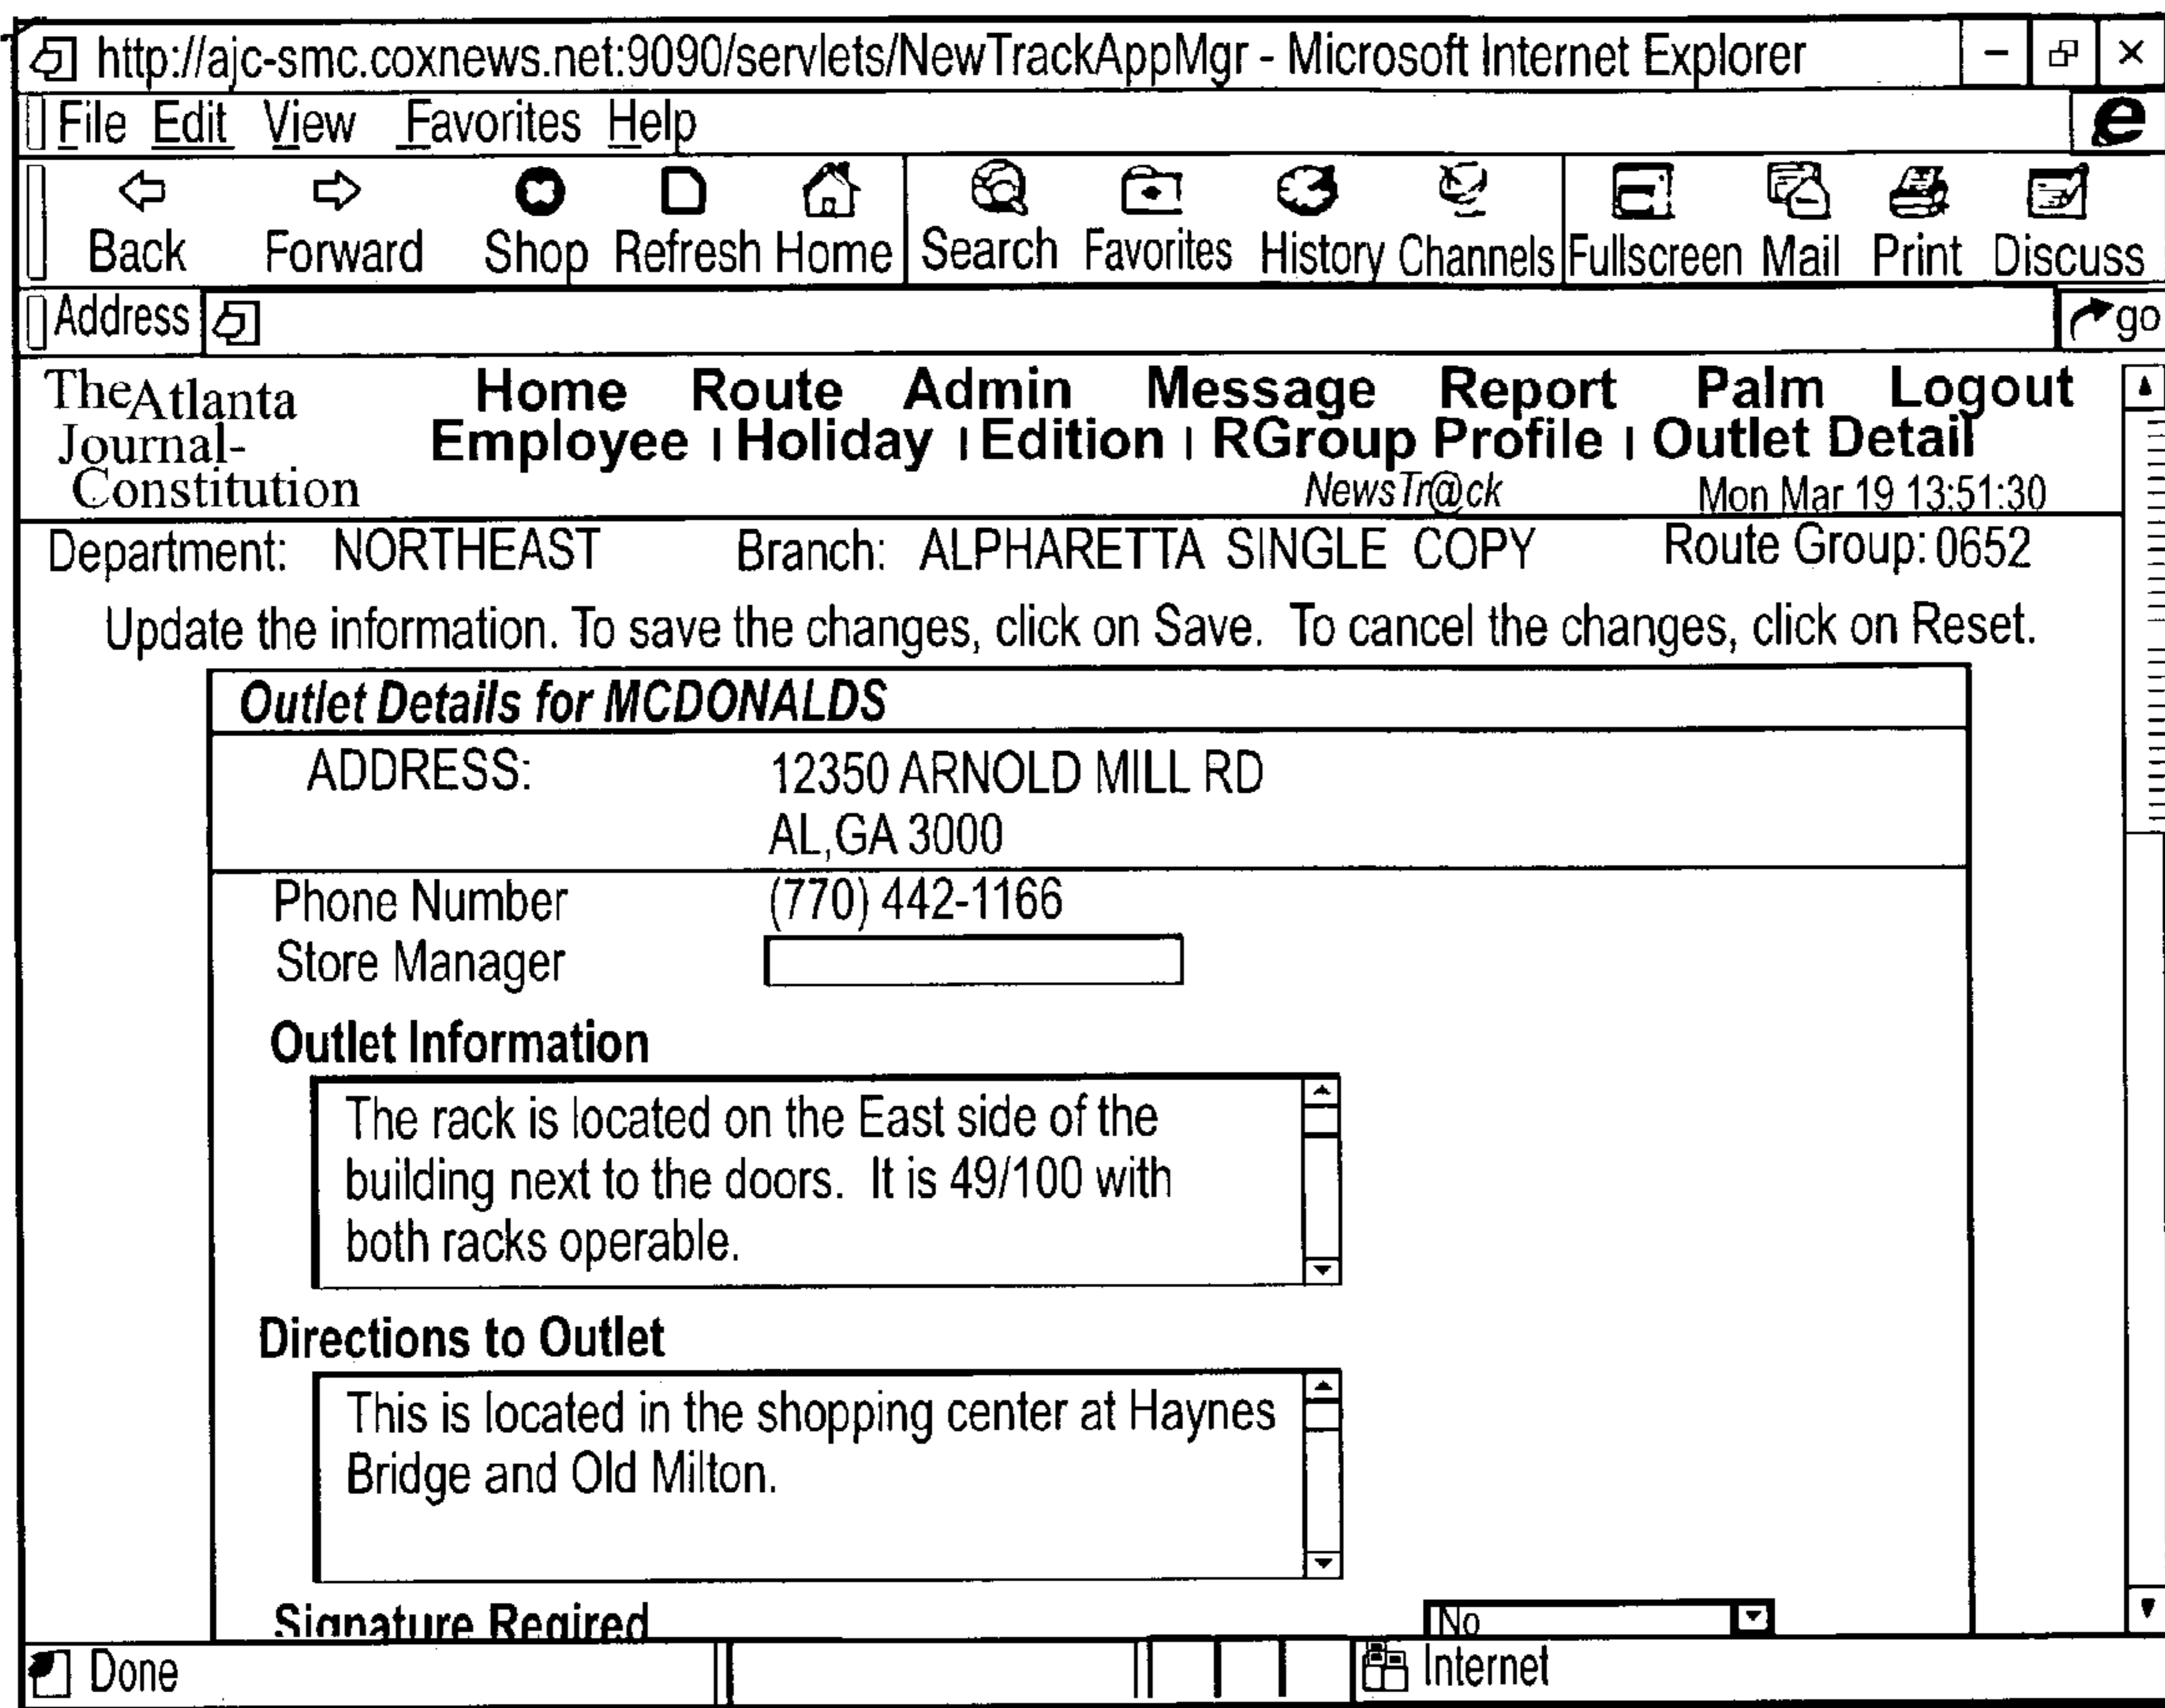 http://ajc-smc.coxnews.net:9090/servlets/NewTrackAppMgr - Microsoft Internet Explorer
File Edit View Favorites Help
Back Forward Shop Refresh Home Search Favorites History Channels Fullscreen Mail Print Discuss
Address go
The Atlanta
Journal-
Constitution
Home Route Admin Message Report Palm Logout
Employee | Holiday | Edition | RGroup Profile | Outlet Detail
NewsTr@ck Mon Mar 19 13:51:30
Department: NORTHEAST Branch: ALPHARETTA SINGLE COPY Route Group: 0652
Update the information. To save the changes, click on Save. To cancel the changes, click on Reset.
Outlet Details for MCDONALDS
ADDRESS: 12350 ARNOLD MILL RD
AL,GA 3000
Phone Number (770) 442-1166
Store Manager
Outlet Information
The rack is located on the East side of the
building next to the doors. It is 49/100 with
both racks operable.
Directions to Outlet
This is located in the shopping center at Haynes
Bridge and Old Milton.
Signature Reqired No
Done Internet